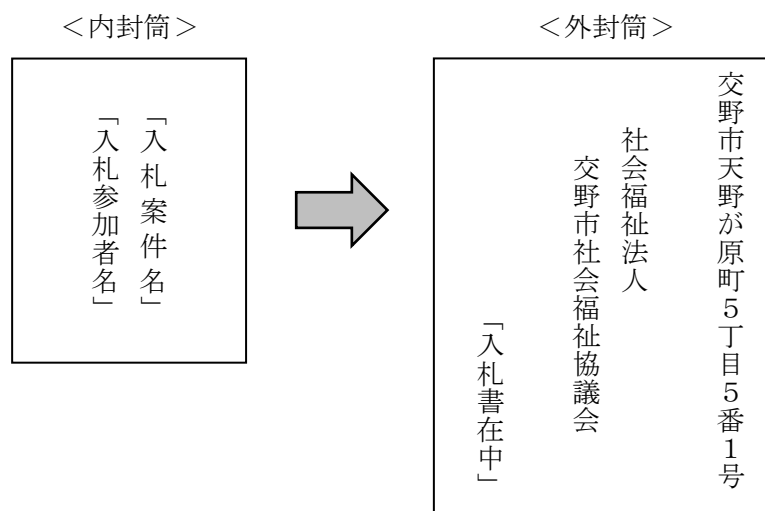 ＜内封筒＞
「入札案件名」
「入札参加者名」
＜外封筒＞
交野市天野が原町５丁目５番１号
社会福祉法人
交野市社会福祉協議会
「入札書在中」